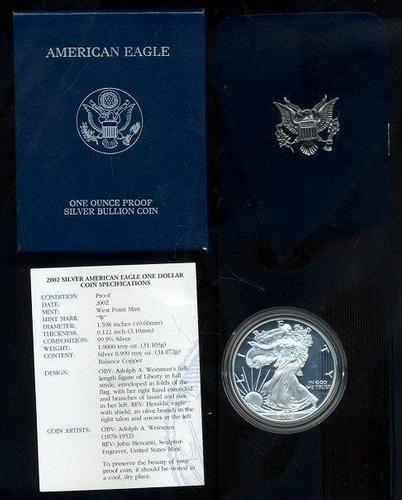 AMERICAN EAGLE
ONE OUNCE PROOF
SILVER BULLION COIN
2002 SILVER AMERICAN EAGLE ONE DOLLAR
COIN SPECIFICATIONS
CONDITION: Proof
DATE: 2002
MINT: West Point Mint
MINT MARK: "W"
DIAMETER: 1.598 inches (40.60mm)
THICKNESS: 0.122 inch (3.10mm)
COMPOSITION: 99.9% Silver
WEIGHT: 1.0000 troy oz. (31.103g)
CONTENT: Silver 0.999 troy oz. (31.072g)
Balance Copper
DESIGN: OBV: Adolph A. Weinman's full-
length figure of Liberty in full
stride, enveloped in folds of the
flag, with her right hand extended
and branches of laurel and oak
in her left. REV: Heraldic eagle
with shield, an olive branch in the
right talon and arrows in the left.
COIN ARTISTS: OBV: Adolph A. Weinman
(1870-1952)
REV: John Mercanti, Sculptor-
Engraver, United States Mint.
To preserve the beauty of your
proof coin, it should be stored in
a cool, dry place.
LIBERTY
IN GOD
WE TRUST
2002